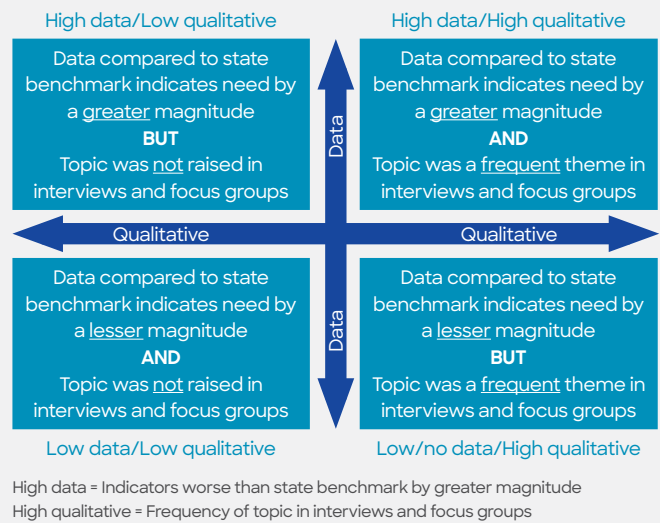 High data/Low qualitative
High data/High qualitative
Data compared to state
benchmark indicates need by
a greater magnitude
BUT
Topic was not raised in
interviews and focus groups
Data compared to state
benchmark indicates need by
a greater magnitude
AND
Topic was a frequent theme in
interviews and focus groups
Data
Qualitative
Qualitative
Data
Data compared to state
benchmark indicates need by
a lesser magnitude
AND
Topic was not raised in
interviews and focus groups
Data compared to state
benchmark indicates need by
a lesser magnitude
BUT
Topic was a frequent theme in
interviews and focus groups
Low data/Low qualitative
Low/no data/High qualitative
High data = Indicators worse than state benchmark by greater magnitude
High qualitative = Frequency of topic in interviews and focus groups